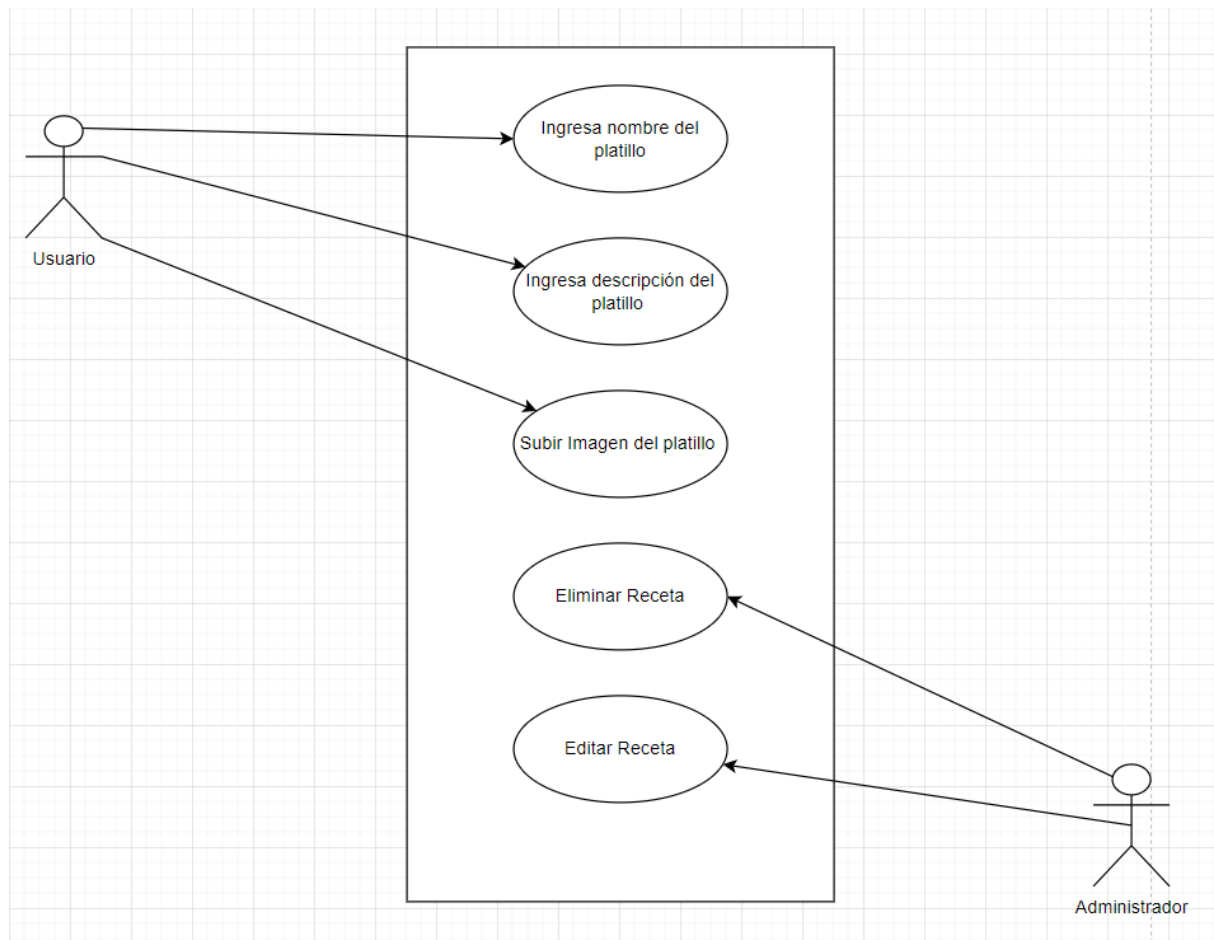 Ingresa nombre del
platillo
Usuario
Ingresa descripción del
platillo
Subir Imagen del platillo
Eliminar Receta
Editar Receta
Administrador